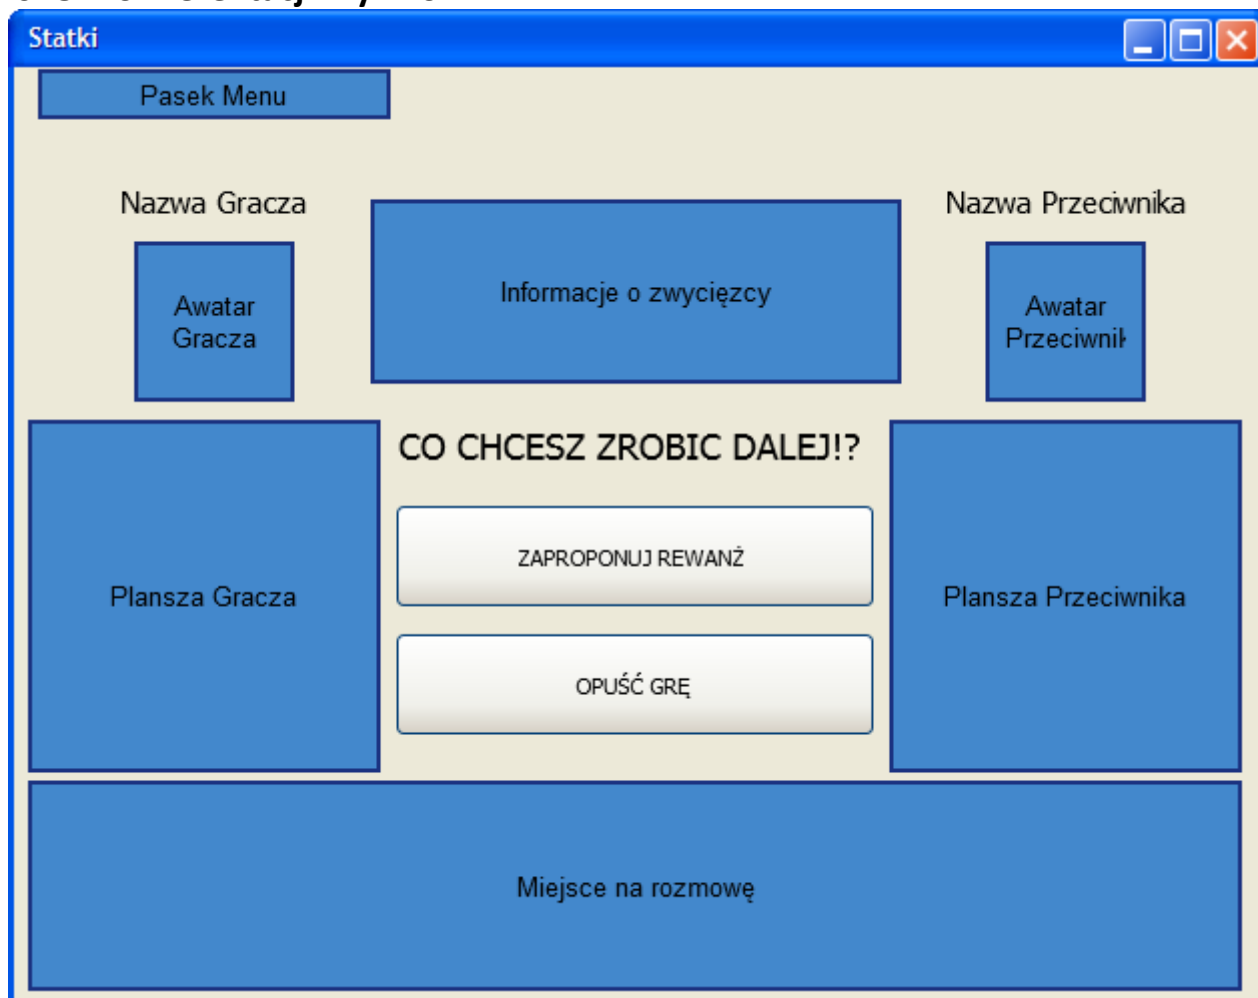 Statki
Pasek Menu
Nazwa Gracza
Nazwa Przeciwnika
Informacje o zwycięzcy
Awatar
Gracza
Awatar
Przeciwnik
CO CHCESZ ZROBIC DALEJ!?
ZAPROPONUJ REWANŻ
Plansza Gracza
Plansza Przeciwnika
OPUŚĆ GRĘ
Miejsce na rozmowę